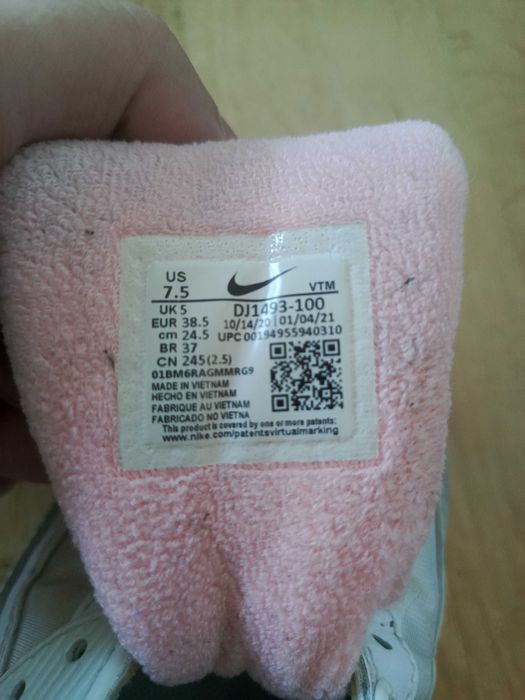 US
7.5
VTM
UK 5
DJ1493-100
EUR 38.5
10/14/20 01/04/21
cm 24.5
UPC 00194955940310
BR 37
CN 245(2.5)
01BM6RAGMMRG9
MADE IN VIETNAM
HECHO EN VIETNAM
FABRIQUE AU VIETNAM
FABRICADO NO VIETNA
This product is covered by one or more patents:
www.nike.com/patentsvirtualmarking